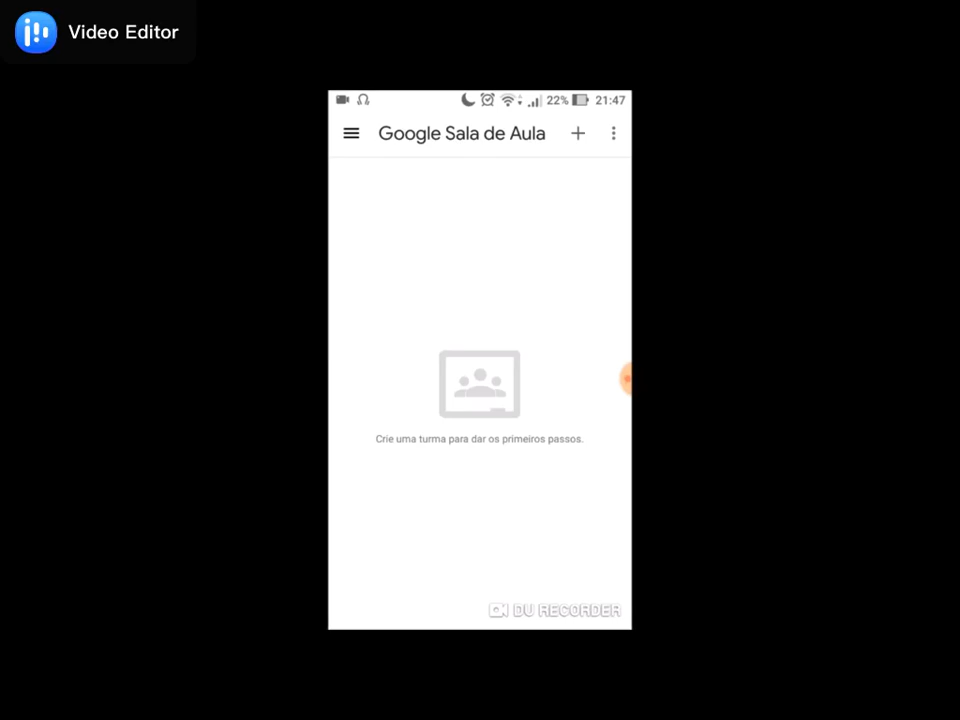 Video Editor
22% 21:47
Google Sala de Aula
Crie uma turma para dar os primeiros passos.
DU RECORDER